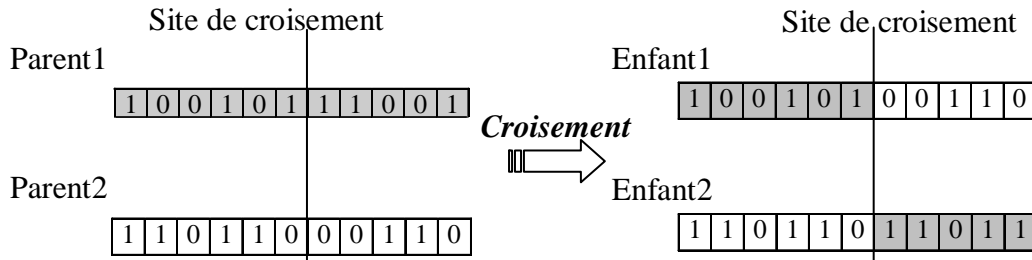 Site de croisement
Site de croisement
Parent1
Enfant1
1 0 0 1 0 1 1 1 0 0 1
1 0 0 1 0 1 0 0 1 1 0
Croisement
Parent2
Enfant2
1 1 0 1 1 0 0 0 1 1 0
1 1 0 1 1 0 1 1 0 1 1